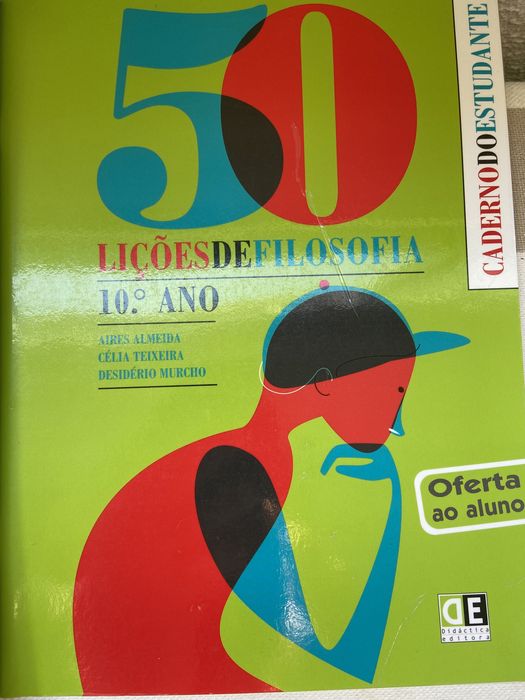 50
LIÇÕESDEFILOSOFIA
10.º ANO
AIRES ALMEIDA
CÉLIA TEIXEIRA
DESIDÉRIO MURCHO
CADERNODOESTUDANTE
Oferta
ao aluno
DE
Didáctica
editora